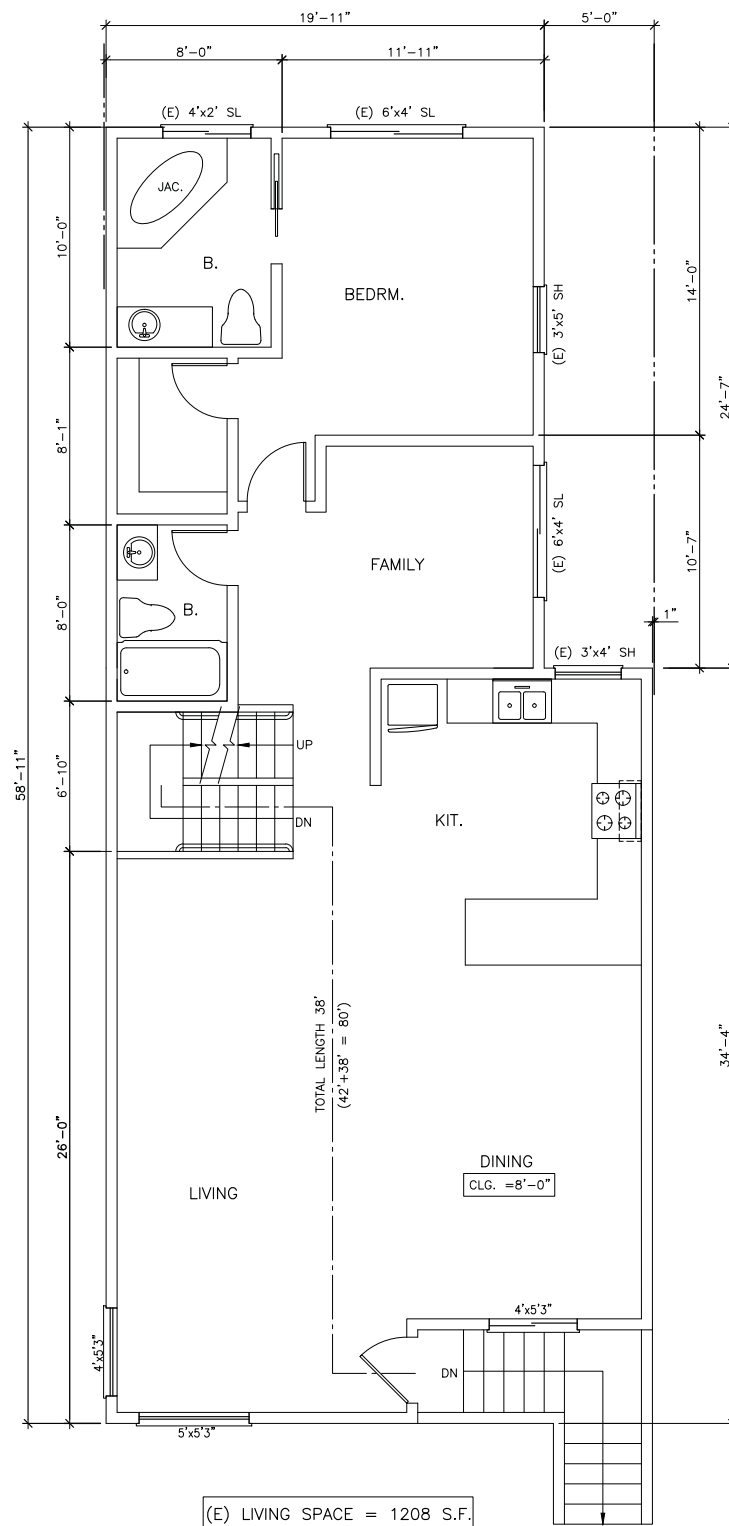 19'-11"
5'-0"
8'-0"
11'-11"
(E) 4'x2' SL
(E) 6'x4' SL
JAC.
10'-0"
B.
BEDRM.
(E) 3'x5' SH
14'-0"
24'-7"
8'-1"
FAMILY
(E) 6'x4' SL
10'-7"
8'-0"
B.
1"
(E) 3'x4' SH
58'-11"
6'-10"
UP
DN
KIT.
TOTAL LENGTH 38'
(42'+38' = 80')
34'-4"
26'-0"
LIVING
DINING
CLG. =8'-0"
4'x5'3"
4'x5'3"
DN
5'x5'3"
(E) LIVING SPACE = 1208 S.F.